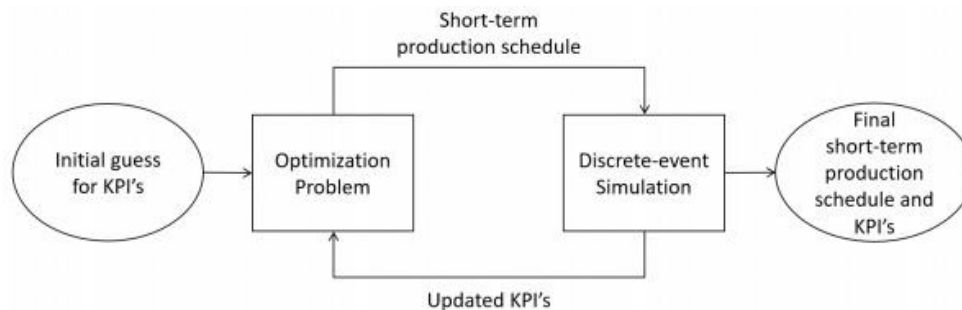 Short-term
production schedule
Initial guess
for KPI's
Optimization
Problem
Discrete-event
Simulation
Final
short-term
production
schedule and
KPI's
Updated KPI's